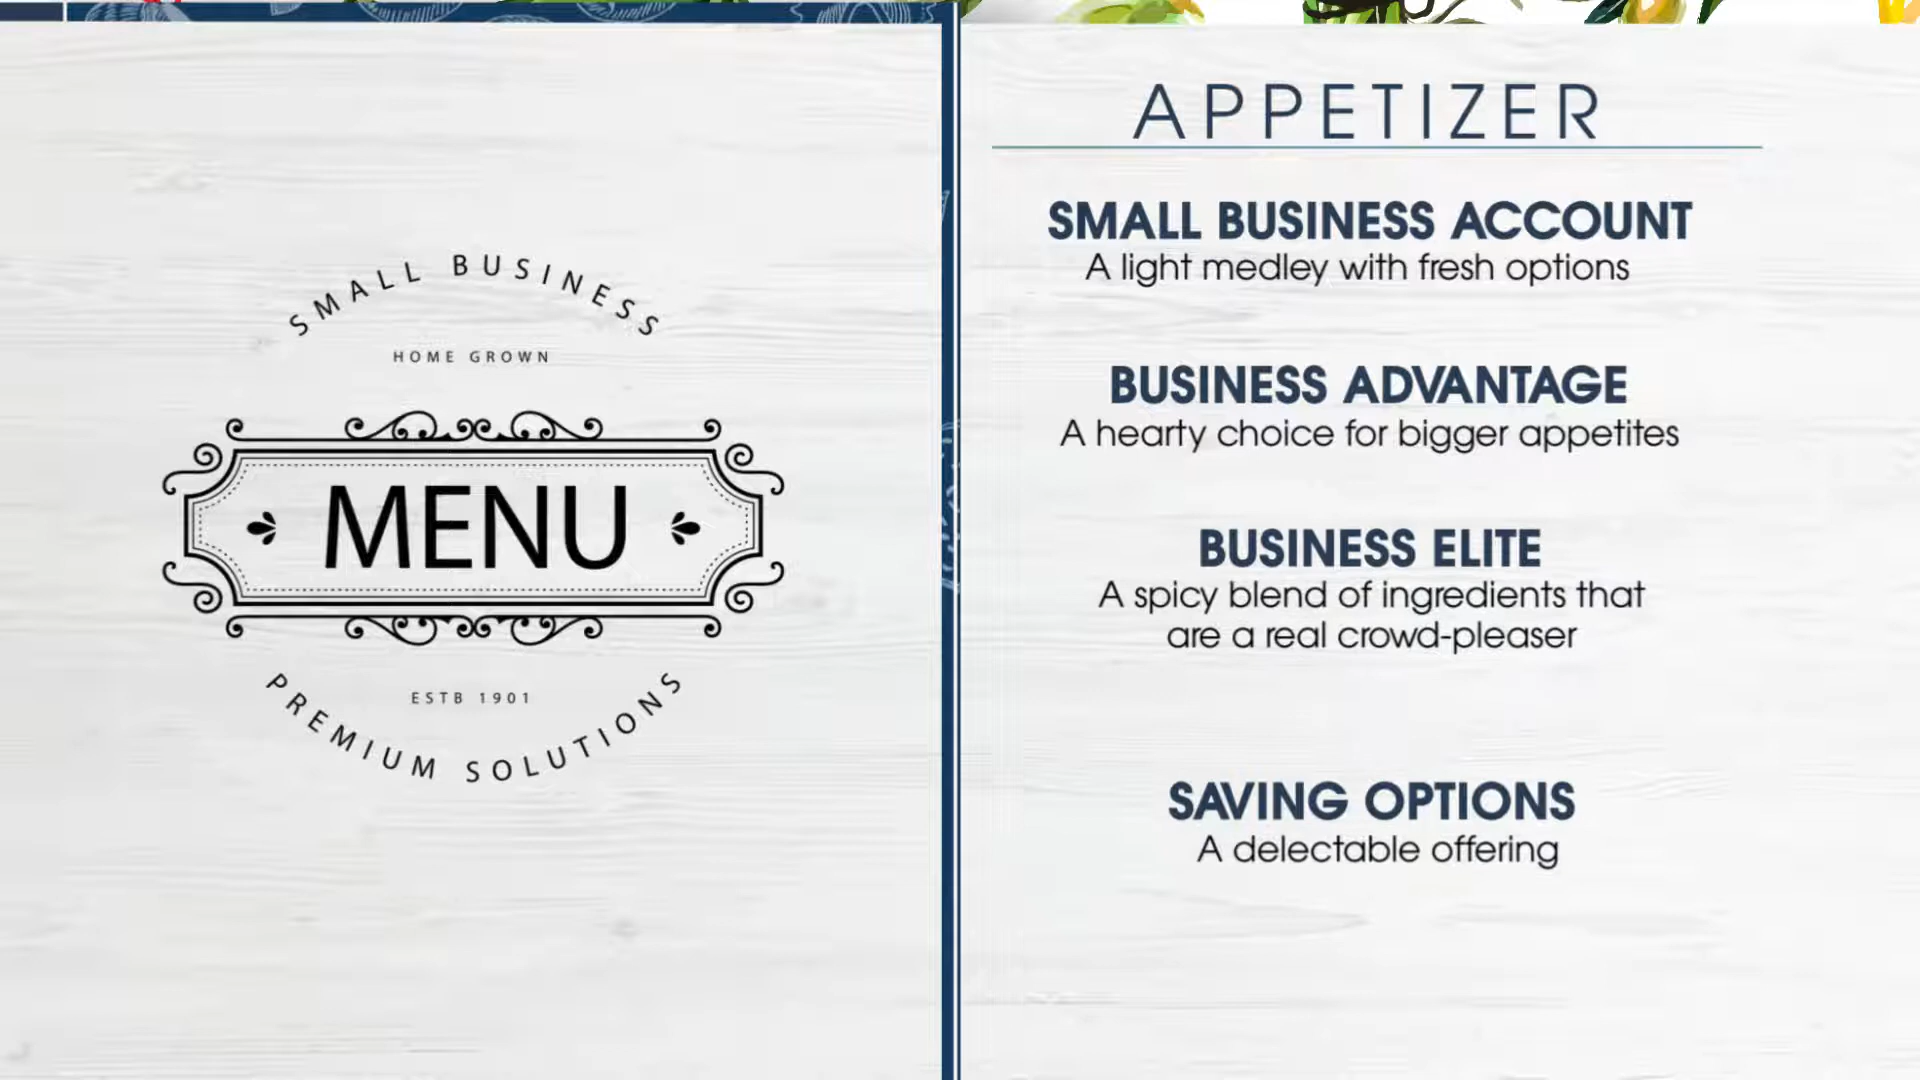 SMALL BUSINESS
HOME GROWN
MENU
ESTB 1901
PREMIUM SOLUTIONS
APPETIZER
SMALL BUSINESS ACCOUNT
A light medley with fresh options
BUSINESS ADVANTAGE
A hearty choice for bigger appetites
BUSINESS ELITE
A spicy blend of ingredients that
are a real crowd-pleaser
SAVING OPTIONS
A delectable offering